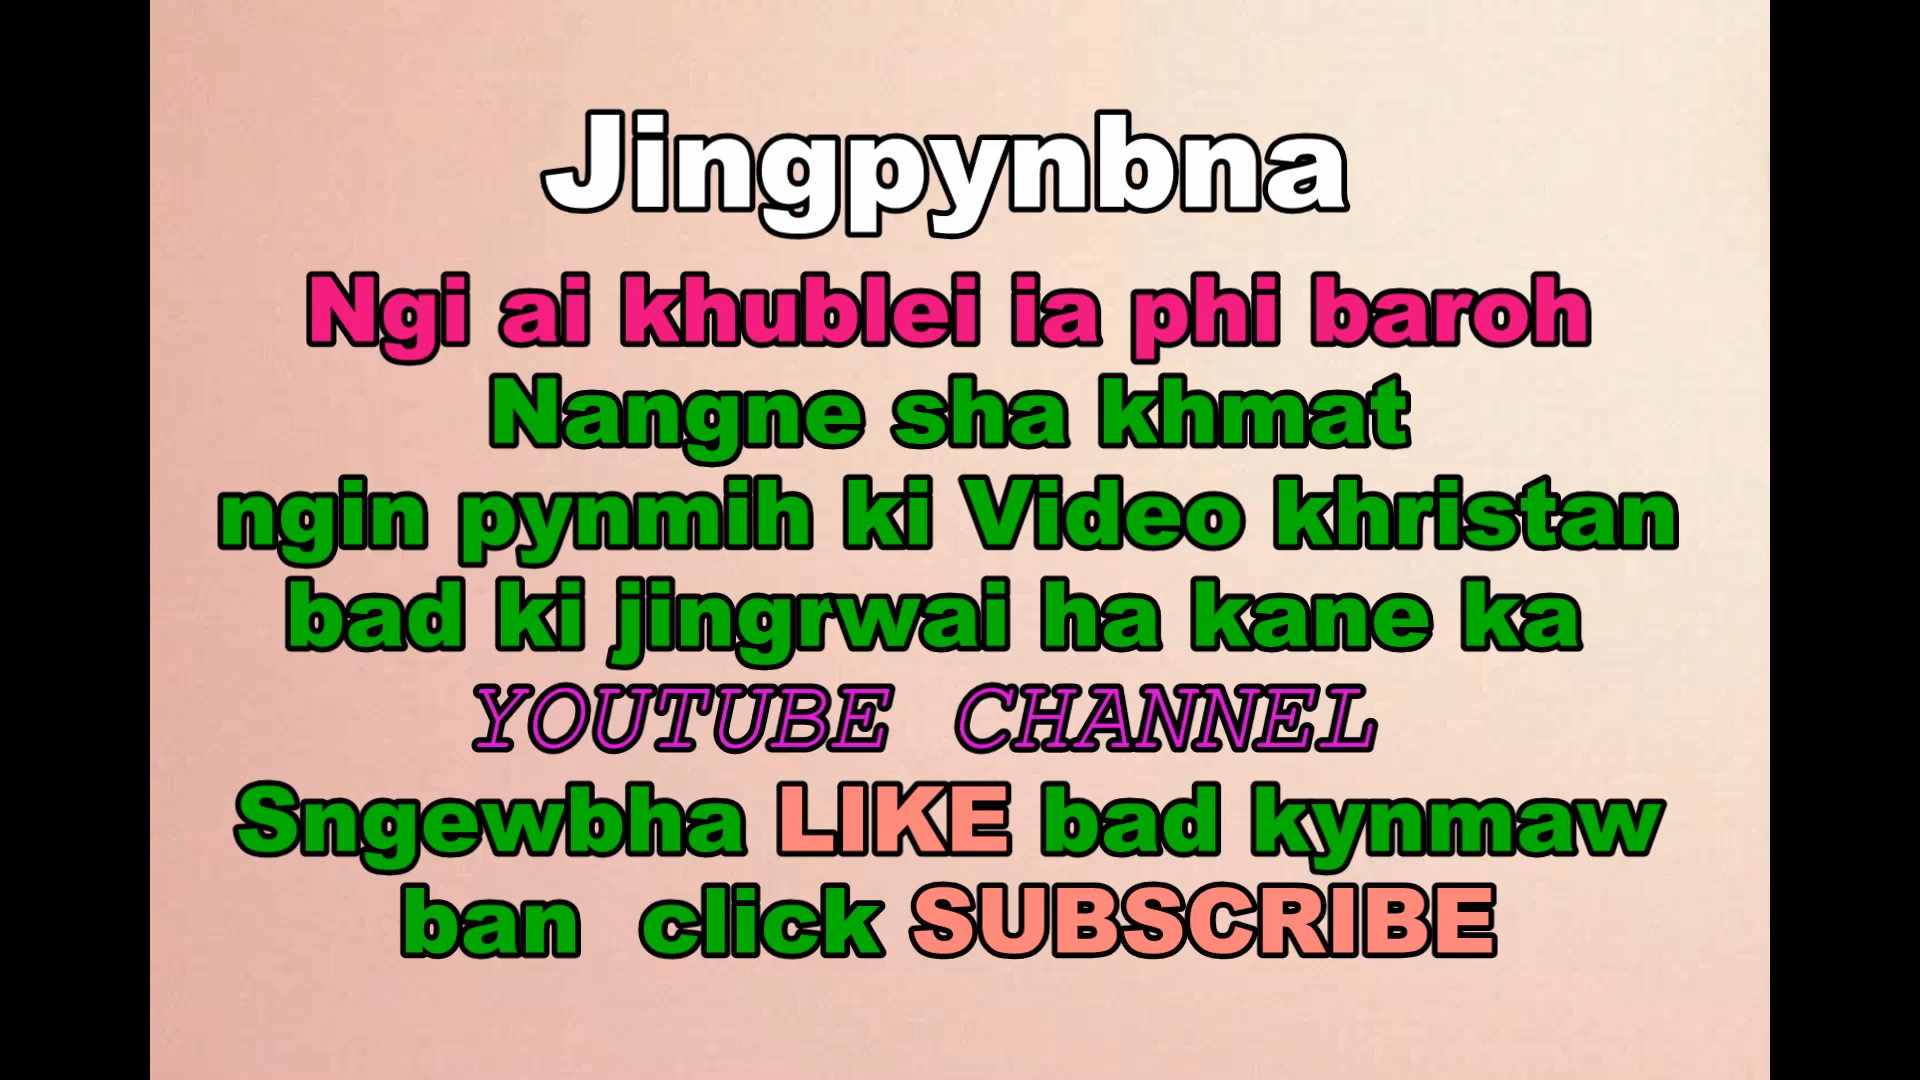 Jingpynbna
Ngi ai khublei ia phi baroh
Nangne sha khmat
ngin pynmih ki Video khristan
bad ki jingrwai ha kane ka
YOUTUBE CHANNEL
Sngewbha LIKE bad kynmaw
ban click SUBSCRIBE